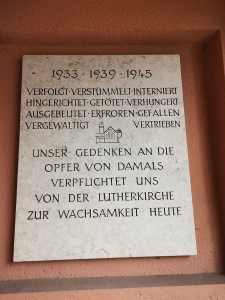 1933 · 1939 · 1945
VERFOLGT · VERSTÜMMELT · INTERNIERT
HINGERICHTET · GETÖTET · VERHUNGERT
AUSGEBEUTET · ERFROREN · GEFALLEN
VERGEWALTIGT VERTRIEBEN
UNSER · GEDENKEN AN DIE
OPFER VON DAMALS
VERPFLICHTET UNS
VON DER LUTHERKIRCHE
ZUR WACHSAMKEIT HEUTE